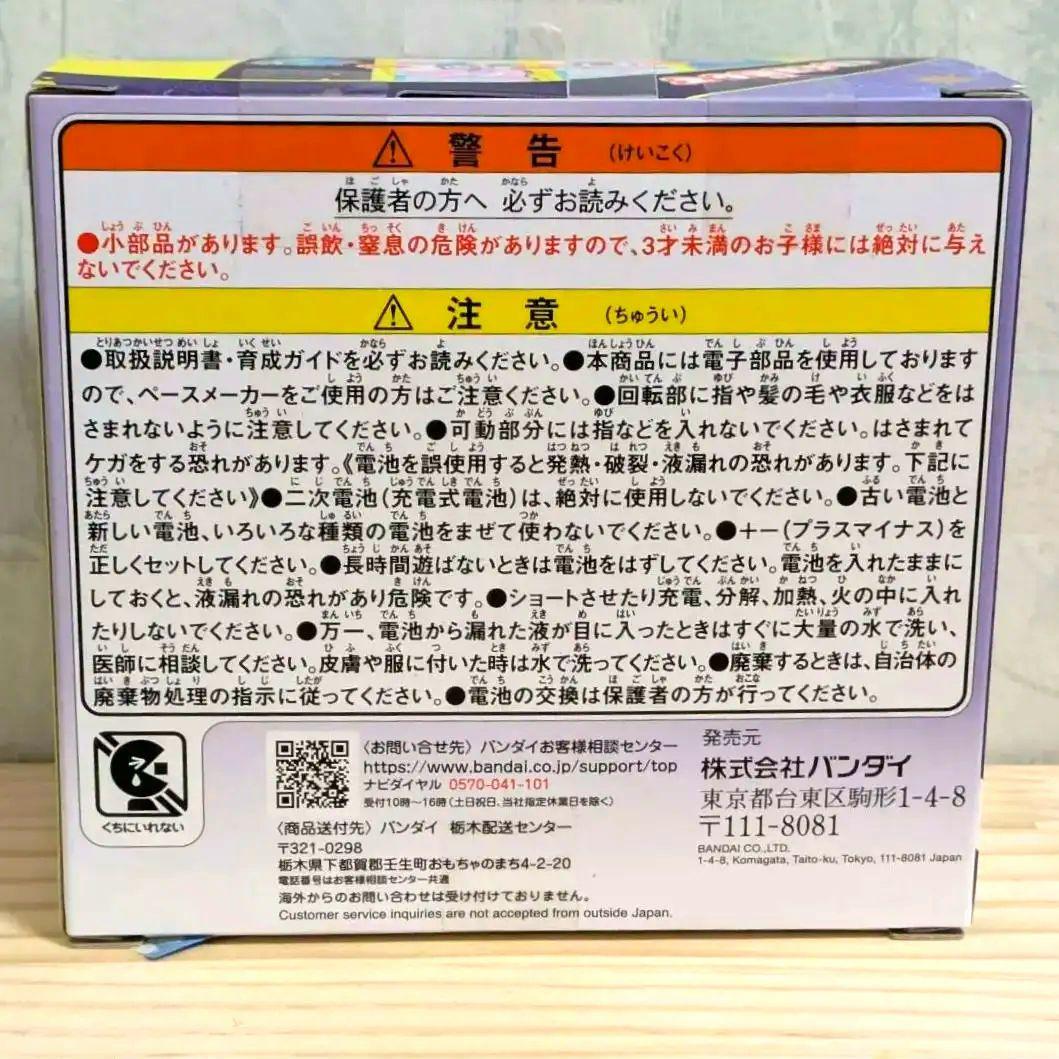 警告 (けいこく)
保護者の方へ 必ずお読みください。
●小部品があります。誤飲・窒息の危険がありますので、3才未満のお子様には絶対に与え
ないでください。
注意 (ちゅうい)
●取扱説明書・育成ガイドを必ずお読みください。●本商品には電子部品を使用しております
ので、ペースメーカーをご使用の方はご注意ください。●回転部に指や髪の毛や衣服などをは
さまれないように注意してください。●可動部分には指などを入れないでください。はさまれて
ケガをする恐れがあります。《電池を誤使用すると発熱・破裂・液漏れの恐れがあります。下記に
注意してください》●二次電池(充電式電池)は、絶対に使用しないでください。●古い電池と
新しい電池、いろいろな種類の電池をまぜて使わないでください。●+−(プラスマイナス)を
正しくセットしてください。●長時間遊ばないときは電池をはずしてください。電池を入れたままに
しておくと、液漏れの恐れがあり危険です。●ショートさせたり充電、分解、加熱、火の中に入れ
たりしないでください。●万一、電池から漏れた液が目に入ったときはすぐに大量の水で洗い、
医師に相談してください。皮膚や服に付いた時は水で洗ってください。●廃棄するときは、自治体の
廃棄物処理の指示に従ってください。●電池の交換は保護者の方が行ってください。
くちにいれない
〈お問い合せ先〉バンダイお客様相談センター
https://www.bandai.co.jp/support/top
ナビダイヤル 0570-041-101
受付10時〜16時(土日祝日、当社指定休業日を除く)
〈商品送付先〉バンダイ 栃木配送センター
〒321-0298
栃木県下都賀郡壬生町おもちゃのまち4-2-20
電話番号はお客様相談センター共通
海外からのお問い合わせは受け付けておりません。
Customer service inquiries are not accepted from outside Japan.
発売元
株式会社バンダイ
東京都台東区駒形1-4-8
〒111-8081
BANDAI CO.,LTD.
1-4-8, Komagata, Taito-ku, Tokyo, 111-8081 Japan